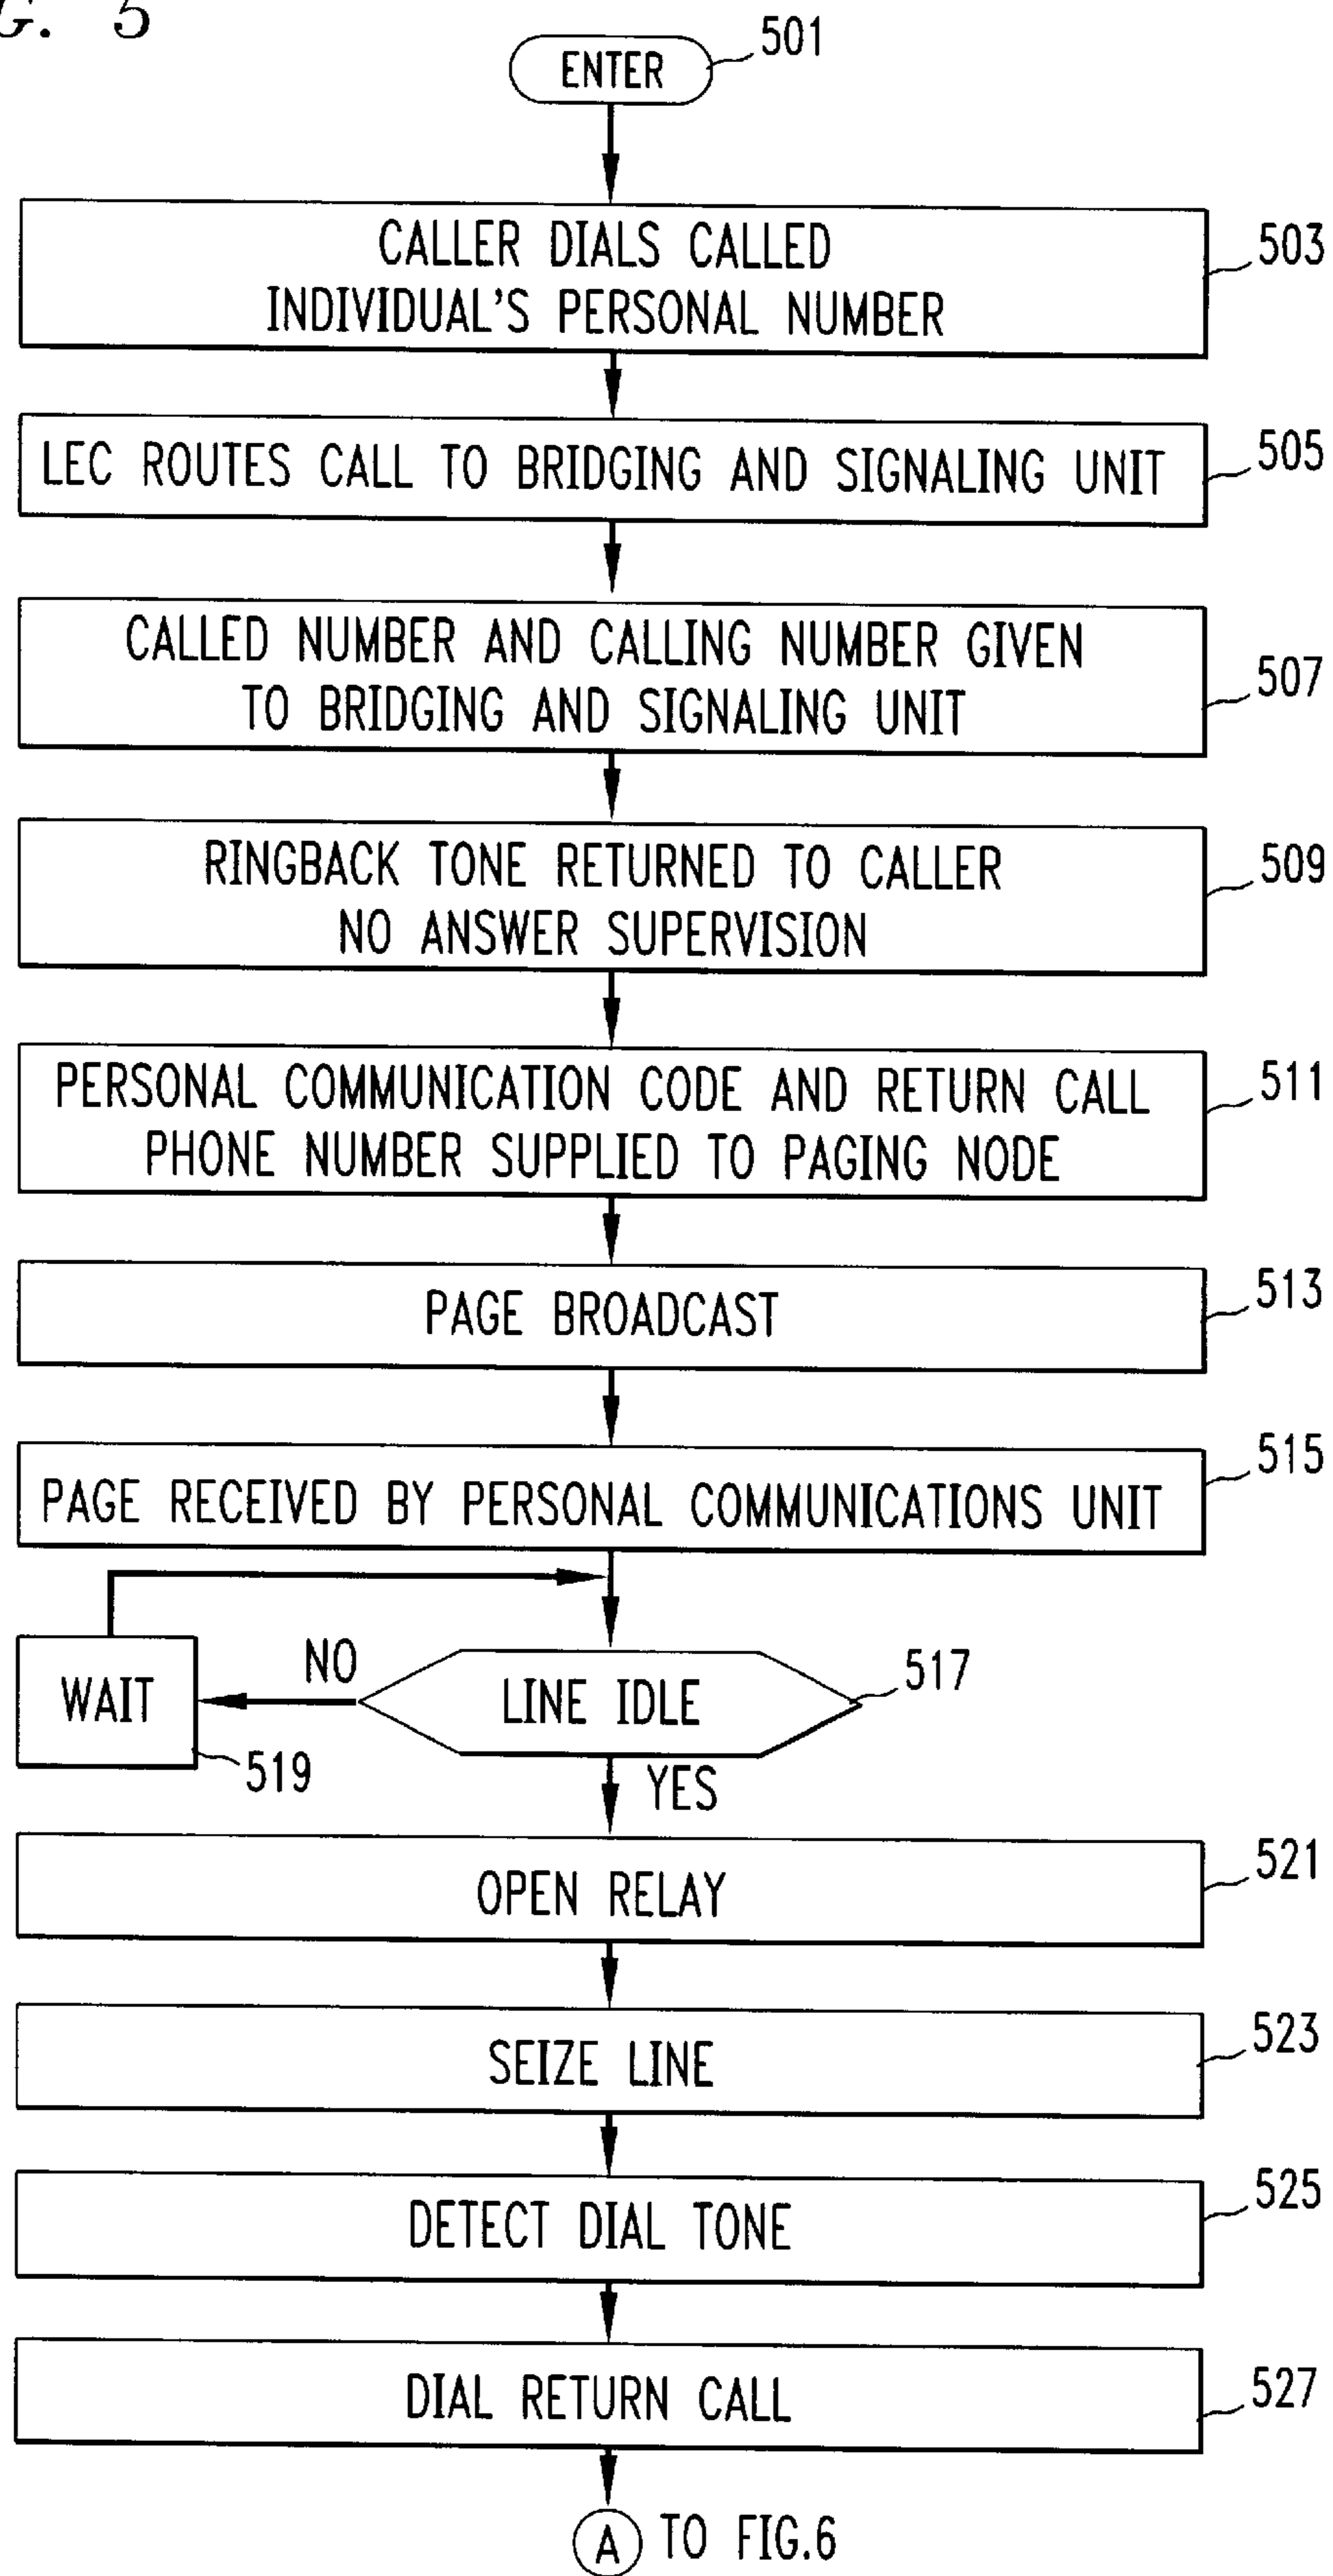 G. 5
ENTER
501
CALLER DIALS CALLED
INDIVIDUAL'S PERSONAL NUMBER
503
LEC ROUTES CALL TO BRIDGING AND SIGNALING UNIT
505
CALLED NUMBER AND CALLING NUMBER GIVEN
TO BRIDGING AND SIGNALING UNIT
507
RINGBACK TONE RETURNED TO CALLER
NO ANSWER SUPERVISION
509
PERSONAL COMMUNICATION CODE AND RETURN CALL
PHONE NUMBER SUPPLIED TO PAGING NODE
511
PAGE BROADCAST
513
PAGE RECEIVED BY PERSONAL COMMUNICATIONS UNIT
515
LINE IDLE
517
NO
WAIT
519
YES
OPEN RELAY
521
SEIZE LINE
523
DETECT DIAL TONE
525
DIAL RETURN CALL
527
A TO FIG.6